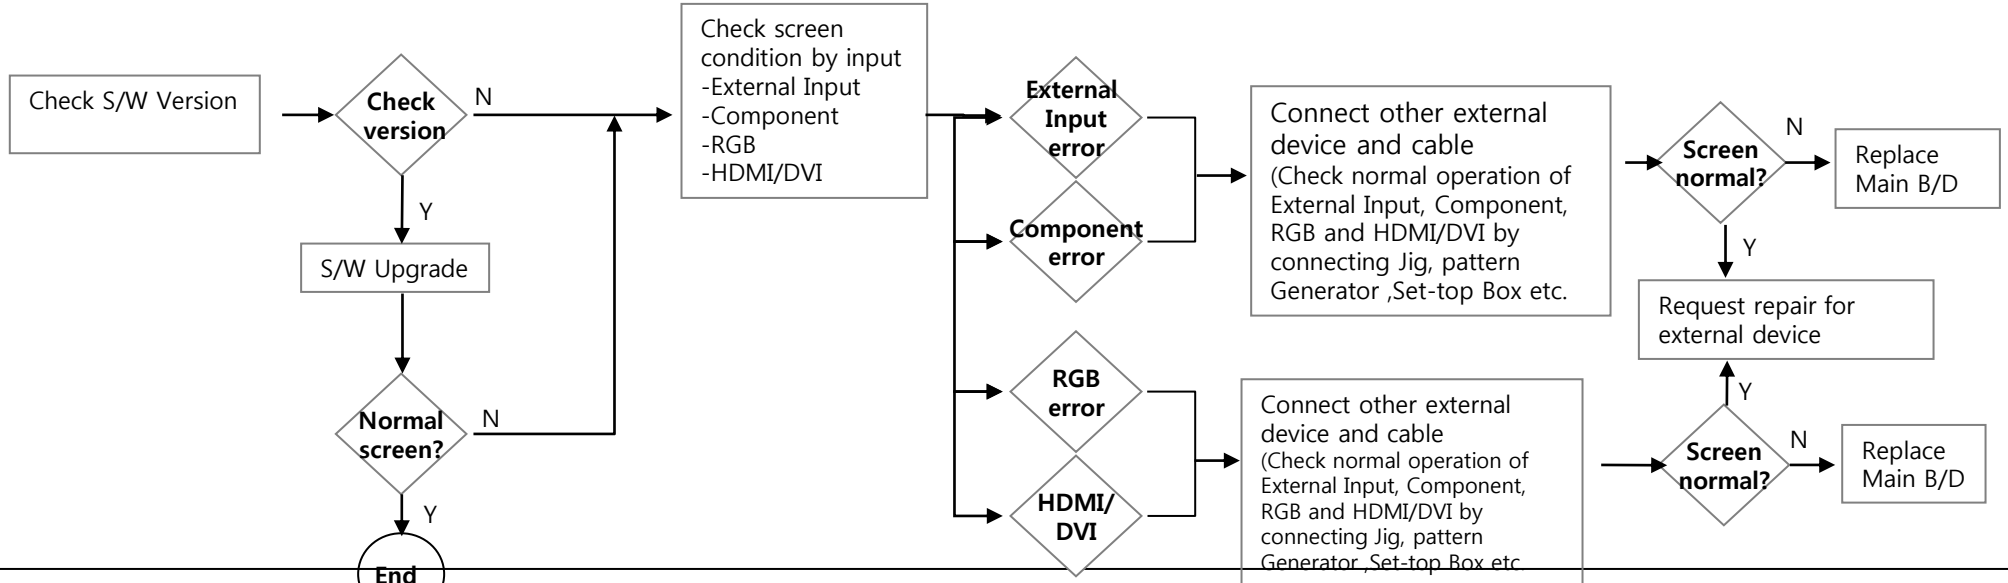 Check S/W Version
Check
version
N
Y
S/W Upgrade
Normal
screen?
N
Y
End
Check screen
condition by input
-External Input
-Component
-RGB
-HDMI/DVI
External
Input
error
Component
error
RGB
error
HDMI/
DVI
Connect other external
device and cable
(Check normal operation of
External Input, Component,
RGB and HDMI/DVI by
connecting Jig, pattern
Generator ,Set-top Box etc.
Connect other external
device and cable
(Check normal operation of
External Input, Component,
RGB and HDMI/DVI by
connecting Jig, pattern
Generator ,Set-top Box etc.
Screen
normal?
N
Replace
Main B/D
Y
Request repair for
external device
Y
Screen
normal?
N
Replace
Main B/D